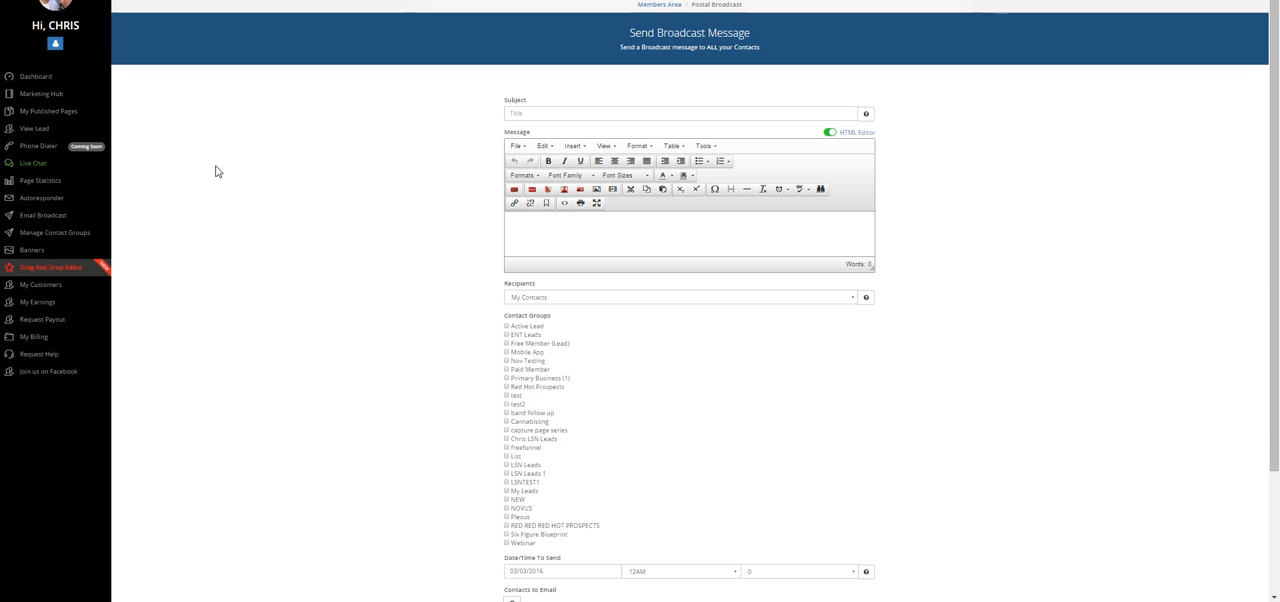 Members Area / Postal Broadcast
Hi, CHRIS
Send Broadcast Message
Send a Broadcast message to ALL your Contacts
Dashboard
Marketing Hub
My Published Pages
View Lead
Phone Dialer Coming Soon
Live Chat
Page Statistics
Autoresponder
Email Broadcast
Manage Contact Groups
Banners
Drag And Drop Editor NEW
My Customers
My Earnings
Request Payout
My Billing
Request Help
Join us on Facebook
Subject
Title
Message
HTML Editor
File Edit Insert View Format Table Tools
Formats Font Family Font Sizes A A
Words: 0
Recipients
My Contacts
Contact Groups
Active Lead
ENT Leads
Free Member (Lead)
Mobile App
Nov Testing
Paid Member
Primary Business (1)
Red Hot Prospects
test
test2
band follow up
Cannabisong
capture page series
Chris LSN Leads
freefunnel
List
LSN Leads
LSN Leads 1
LSNTEST1
My Leads
NEW
NOVUS
Plexus
RED RED RED HOT PROSPECTS
Six Figure Blueprint
Webinar
Date/Time To Send
03/03/2016 12AM 0
Contacts to Email